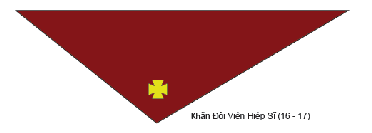 Khăn Đội Viên Hiệp Sĩ (16 - 17)